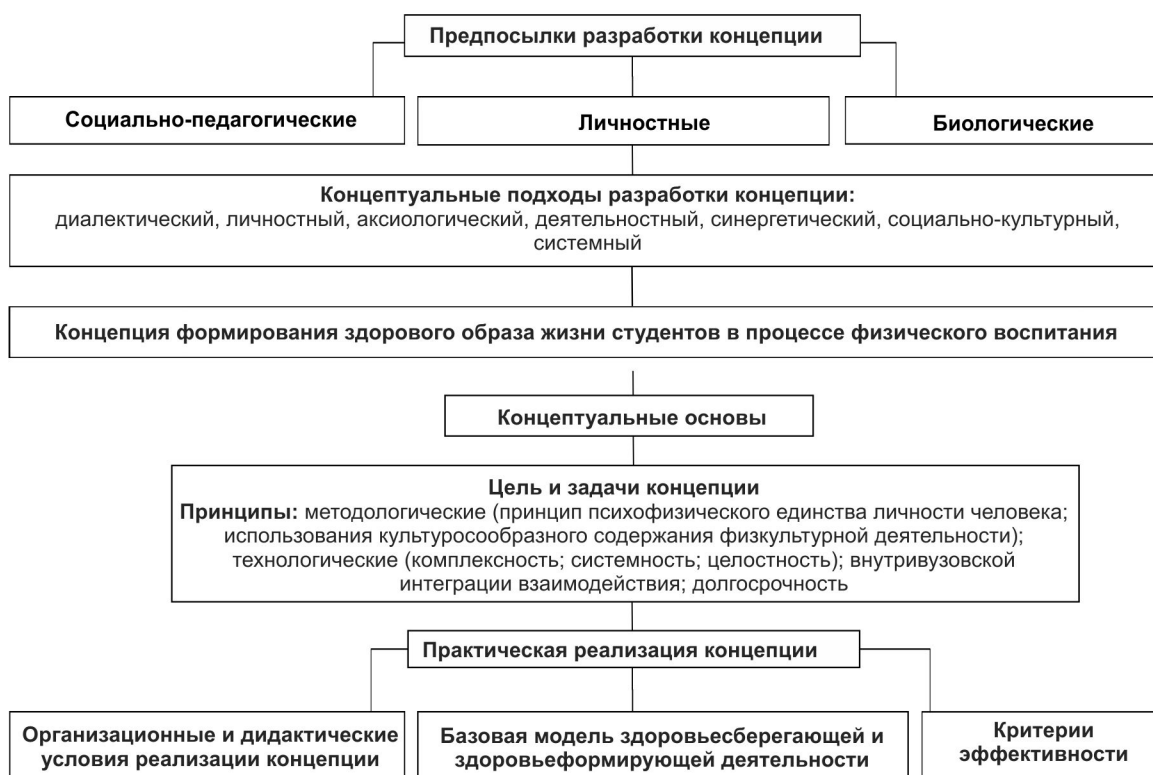 Предпосылки разработки концепции
Социально-педагогические
Личностные
Биологические
Концептуальные подходы разработки концепции:
диалектический, личностный, аксиологический, деятельностный, синергетический, социально-культурный,
системный
Концепция формирования здорового образа жизни студентов в процессе физического воспитания
Концептуальные основы
Цель и задачи концепции
Принципы: методологические (принцип психофизического единства личности человека;
использования культуросообразного содержания физкультурной деятельности);
технологические (комплексность; системность; целостность); внутривузовской
интеграции взаимодействия; долгосрочность
Практическая реализация концепции
Организационные и дидактические
условия реализации концепции
Базовая модель здоровьесберегающей и
здоровьеформирующей деятельности
Критерии
эффективности